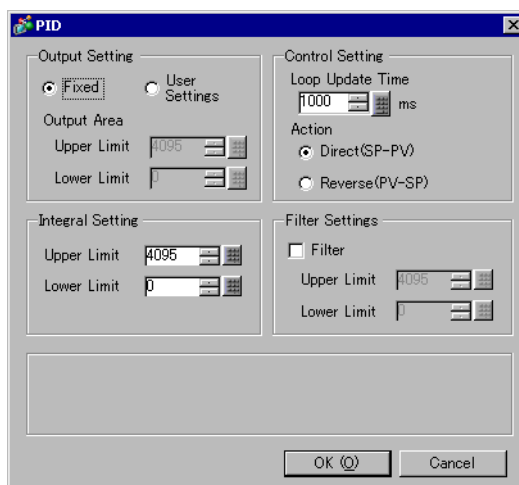 PID
Output Setting
Fixed
User
Settings
Output Area
Upper Limit 4095
Lower Limit 0
Control Setting
Loop Update Time
1000 ms
Action
Direct(SP-PV)
Reverse(PV-SP)
Integral Setting
Upper Limit 4095
Lower Limit 0
Filter Settings
Filter
Upper Limit 4095
Lower Limit 0
OK (O) Cancel